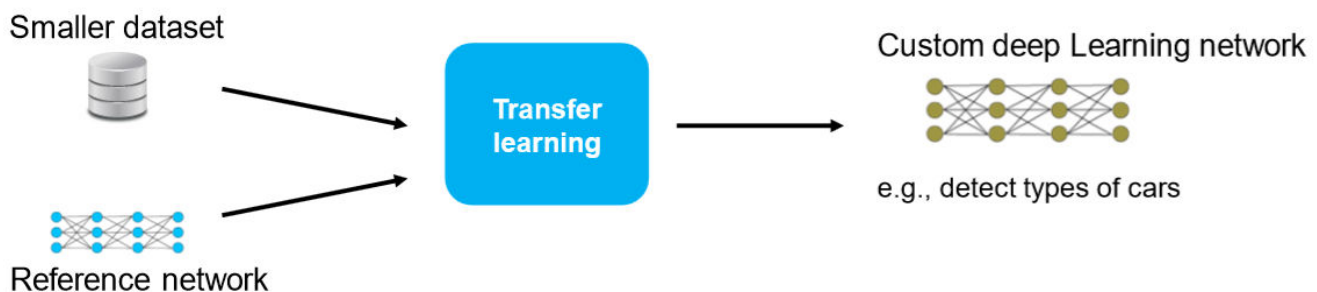 Smaller dataset
Custom deep Learning network
Transfer
learning
e.g., detect types of cars
Reference network